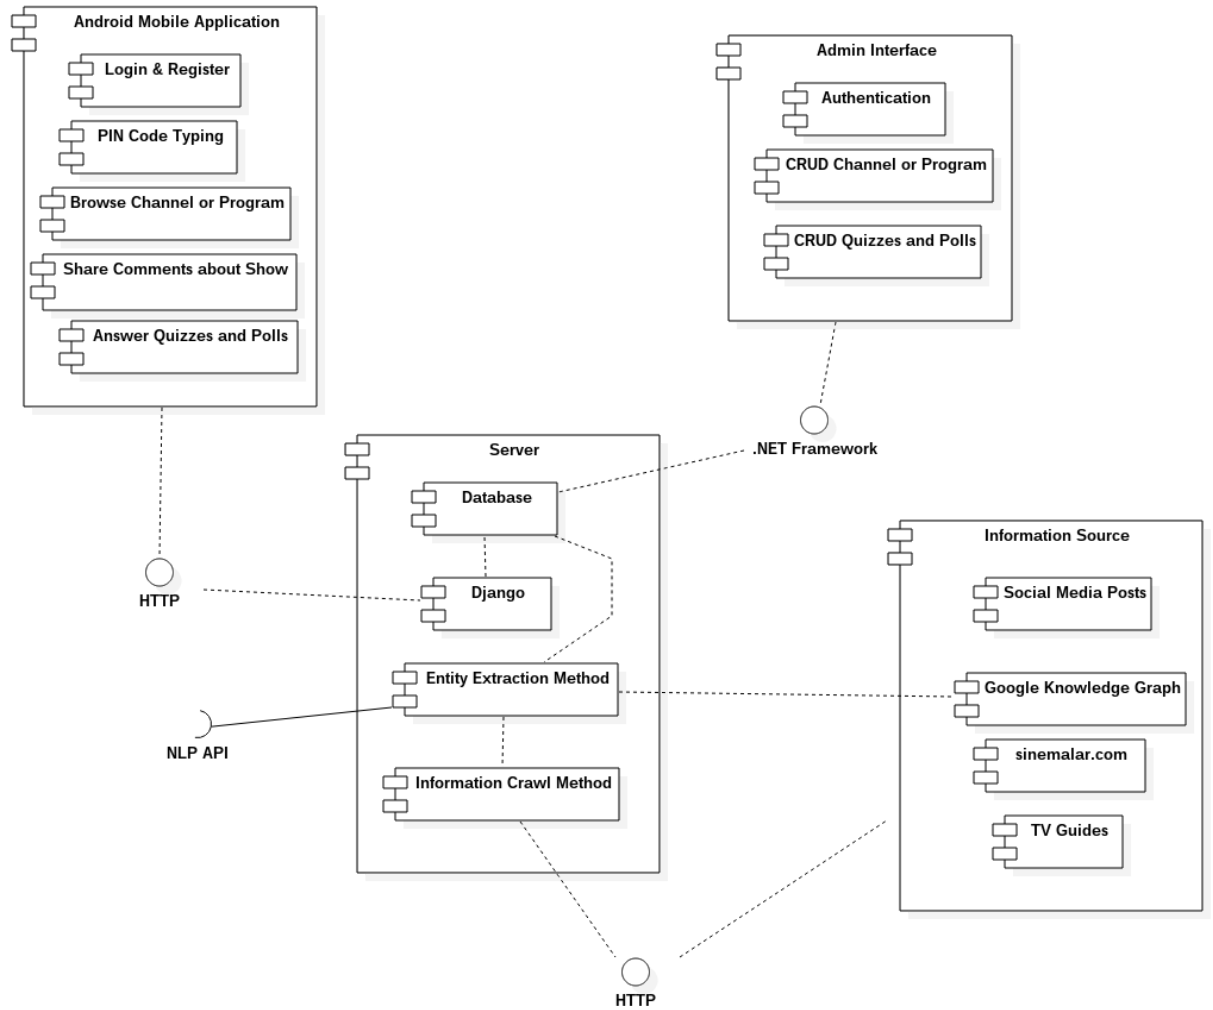 Android Mobile Application
Login & Register
PIN Code Typing
Browse Channel or Program
Share Comments about Show
Answer Quizzes and Polls
Admin Interface
Authentication
CRUD Channel or Program
CRUD Quizzes and Polls
.NET Framework
HTTP
Server
Database
Django
Entity Extraction Method
Information Crawl Method
NLP API
Information Source
Social Media Posts
Google Knowledge Graph
sinemalar.com
TV Guides
HTTP